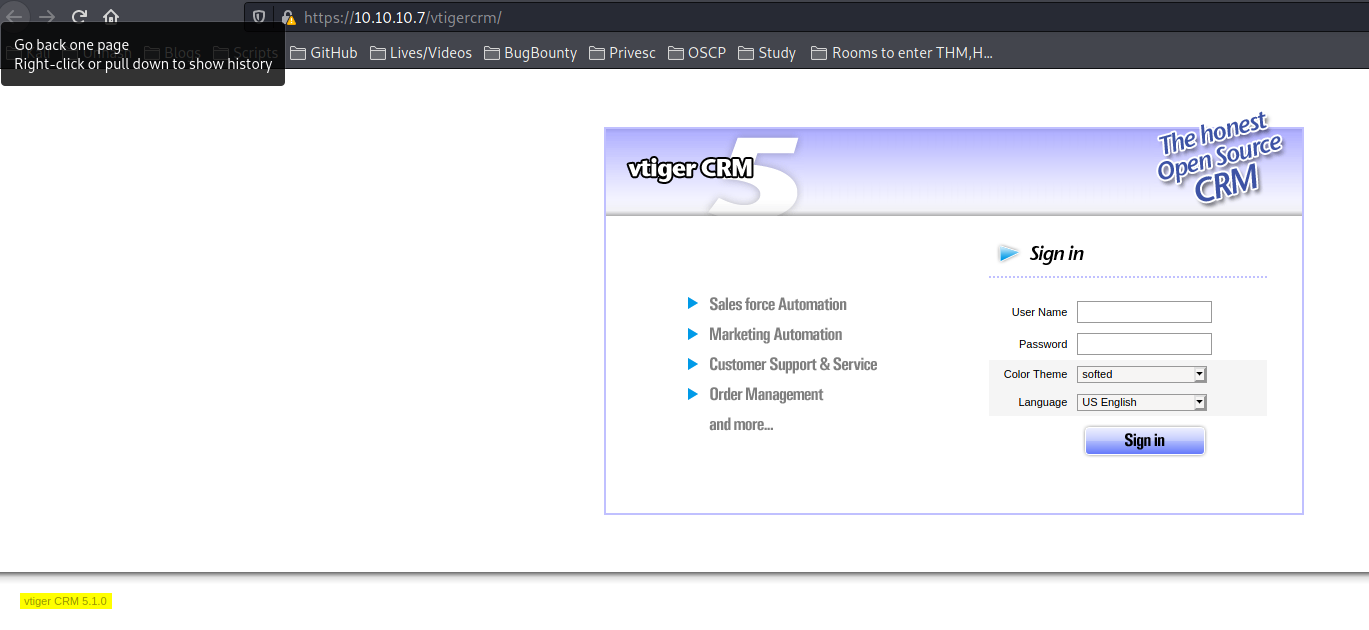 https://10.10.10.7/vtigercrm/
Go back one page
Right-click or pull down to show history
Blogs Scripts GitHub Lives/Videos BugBounty Privesc OSCP Study Rooms to enter THM,H...
vtiger CRM 5
The honest
Open Source
CRM
Sign in
Sales force Automation
Marketing Automation
Customer Support & Service
Order Management
and more...
User Name
Password
Color Theme softed
Language US English
Sign in
vtiger CRM 5.1.0